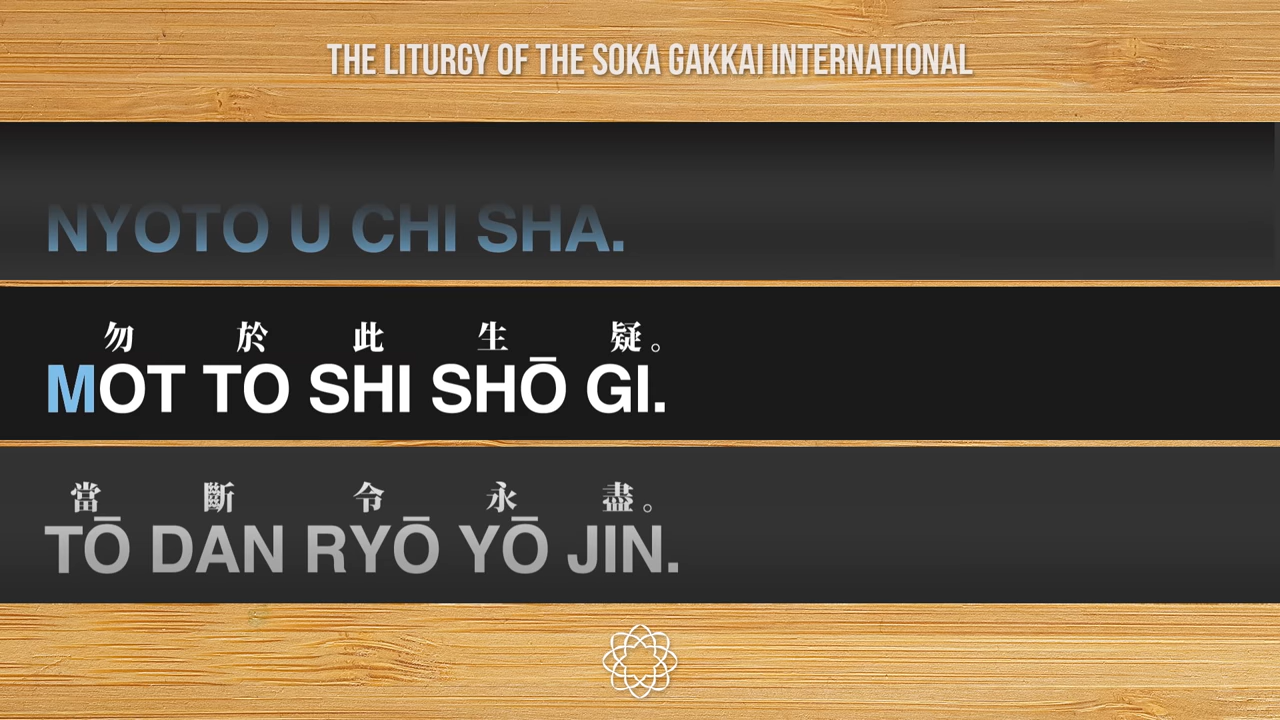 THE LITURGY OF THE SOKA GAKKAI INTERNATIONAL
NYOTO U CHI SHA.
勿 於 此 生 疑。
MOT TO SHI SHŌ GI.
當 斷 令 永 盡。
TŌ DAN RYŌ YŌ JIN.